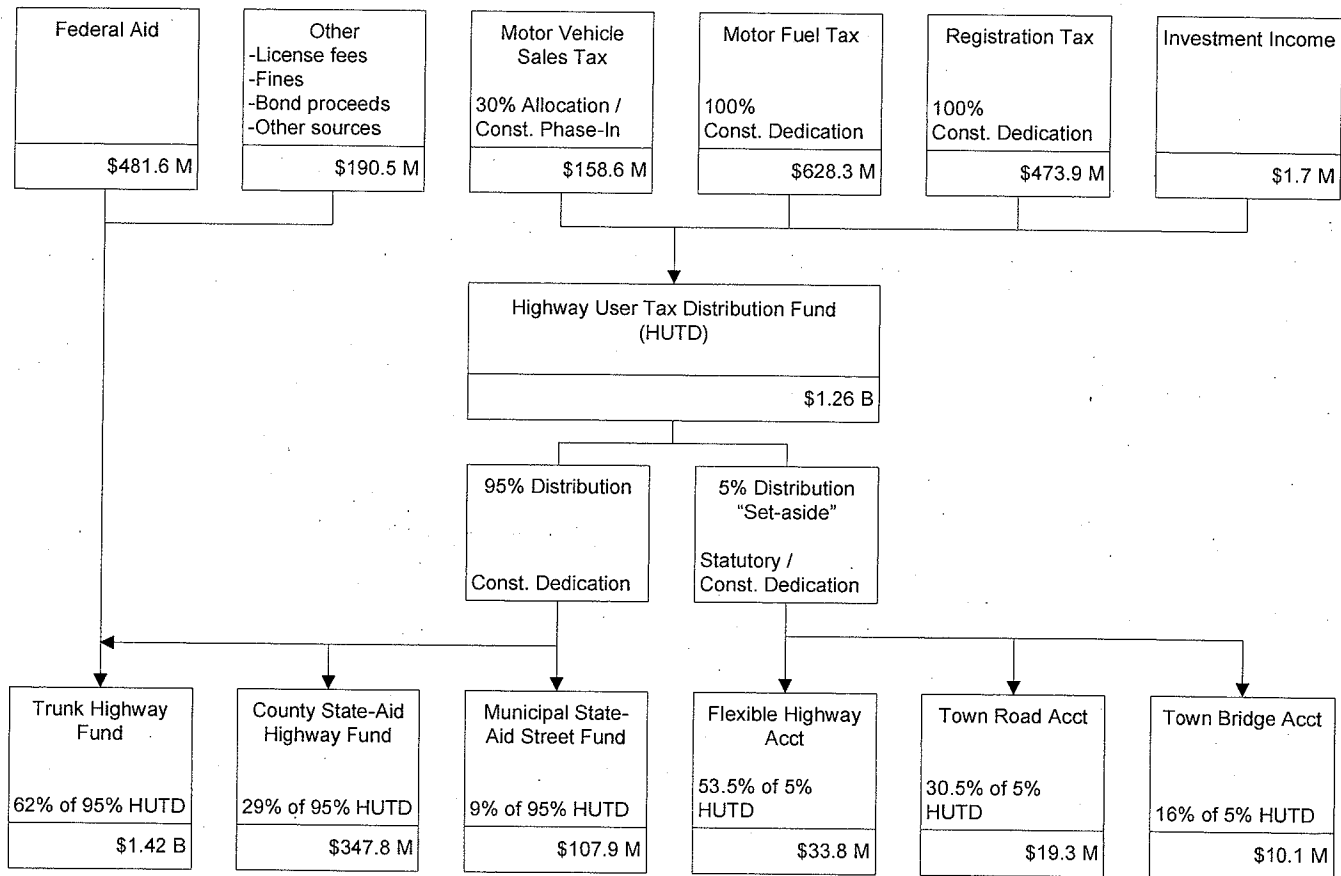 Federal Aid
$481.6 M
Other
-License fees
-Fines
-Bond proceeds
-Other sources
$190.5 M
Motor Vehicle
Sales Tax
30% Allocation /
Const. Phase-In
$158.6 M
Motor Fuel Tax
100%
Const. Dedication
$628.3 M
Registration Tax
100%
Const. Dedication
$473.9 M
Investment Income
$1.7 M
Highway User Tax Distribution Fund
(HUTD)
$1.26 B
95% Distribution
Const. Dedication
5% Distribution
“Set-aside”
Statutory /
Const. Dedication
Trunk Highway
Fund
62% of 95% HUTD
$1.42 B
County State-Aid
Highway Fund
29% of 95% HUTD
$347.8 M
Municipal State-
Aid Street Fund
9% of 95% HUTD
$107.9 M
Flexible Highway
Acct
53.5% of 5%
HUTD
$33.8 M
Town Road Acct
30.5% of 5%
HUTD
$19.3 M
Town Bridge Acct
16% of 5% HUTD
$10.1 M